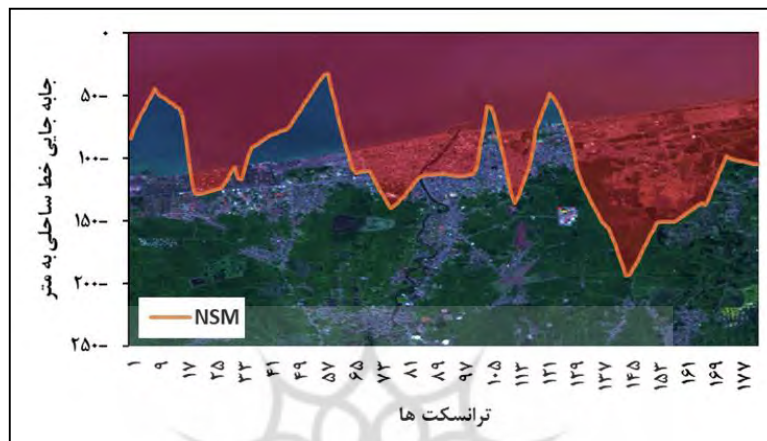 جابه جایی خط ساحلی به متر
۰
-۵۰
-۱۰۰
-۱۵۰
-۲۰۰
-۲۵۰
NSM
۱ ۹ ۱۷ ۲۵ ۳۳ ۴۱ ۴۹ ۵۷ ۶۵ ۷۳ ۸۱ ۸۹ ۹۷ ۱۰۵ ۱۱۳ ۱۲۱ ۱۲۹ ۱۳۷ ۱۴۵ ۱۵۳ ۱۶۱ ۱۶۹ ۱۷۷
ترانسکت ها